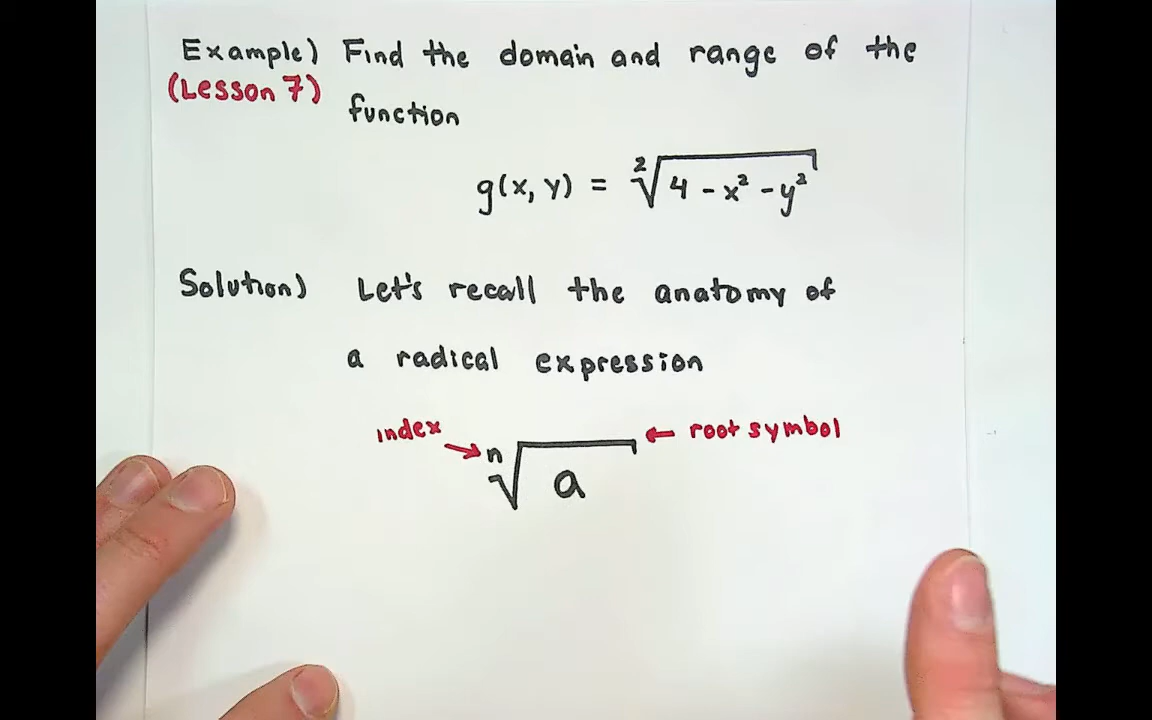 Example) Find the domain and range of the
(Lesson 7)
function
g(x, y) = ²√4 - x² - y²
Solution) Let's recall the anatomy of
a radical expression
index
← root symbol
→ ⁿ√a